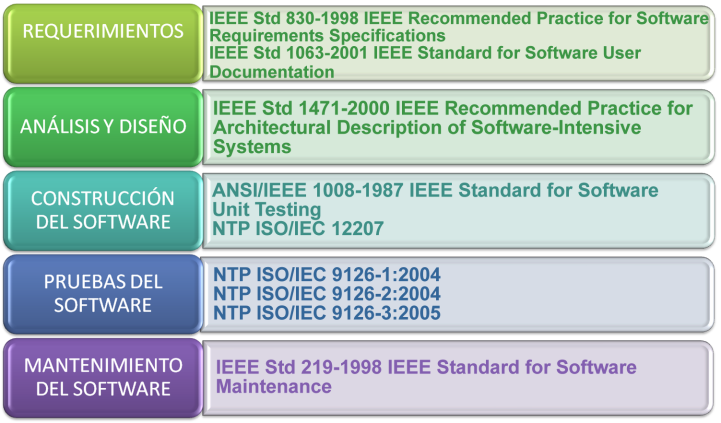 REQUERIMIENTOS
IEEE Std 830-1998 IEEE Recommended Practice for Software
Requirements Specifications
IEEE Std 1063-2001 IEEE Standard for Software User
Documentation
ANÁLISIS Y DISEÑO
IEEE Std 1471-2000 IEEE Recommended Practice for
Architectural Description of Software-Intensive
Systems
CONSTRUCCIÓN
DEL SOFTWARE
ANSI/IEEE 1008-1987 IEEE Standard for Software
Unit Testing
NTP ISO/IEC 12207
PRUEBAS DEL
SOFTWARE
NTP ISO/IEC 9126-1:2004
NTP ISO/IEC 9126-2:2004
NTP ISO/IEC 9126-3:2005
MANTENIMIENTO
DEL SOFTWARE
IEEE Std 219-1998 IEEE Standard for Software
Maintenance